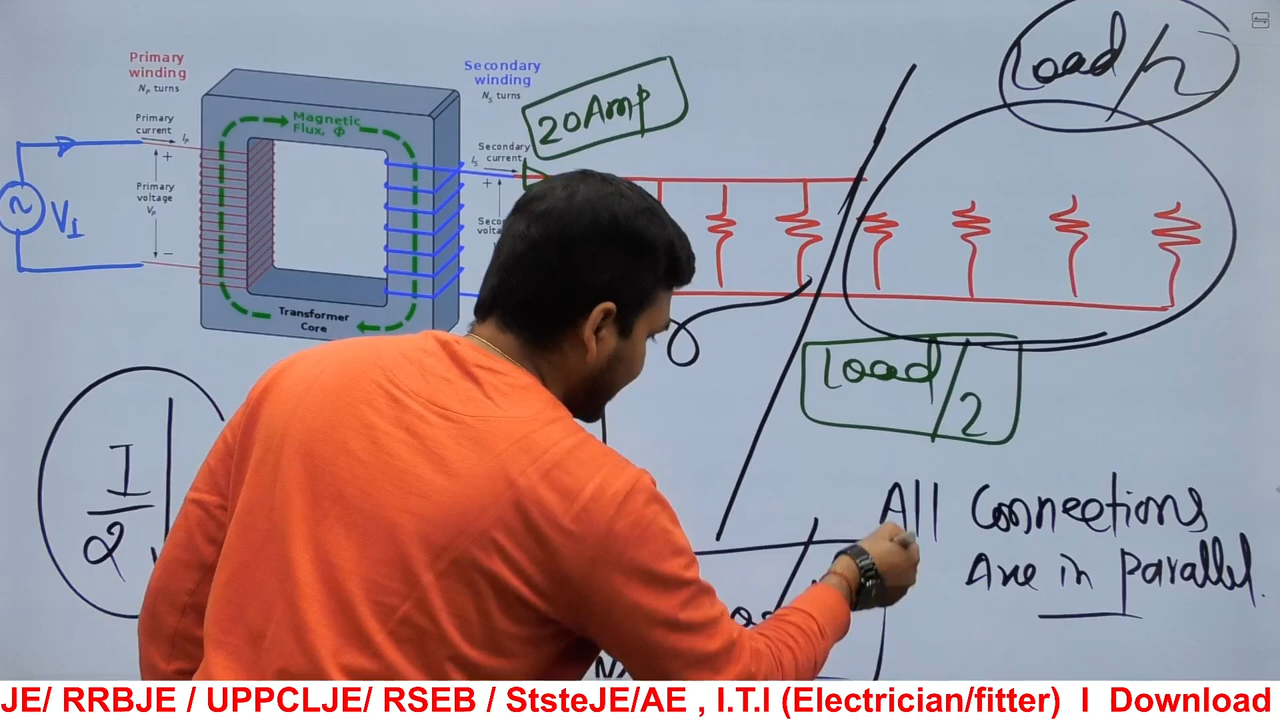 Primary
winding
Nₚ turns
Primary
current
Iₚ
+
Primary
voltage
Vₚ
−
V1
Magnetic
Flux, Φ
Transformer
Core
Secondary
winding
Nₛ turns
20 Amp
Secondary
current
Iₛ
+
Load/2
Load/2
I/2
All Connections
Are in parallel.
JE/ RRBJE / UPPCLJE/ RSEB / StsteJE/AE , I.T.I (Electrician/fitter) I Download